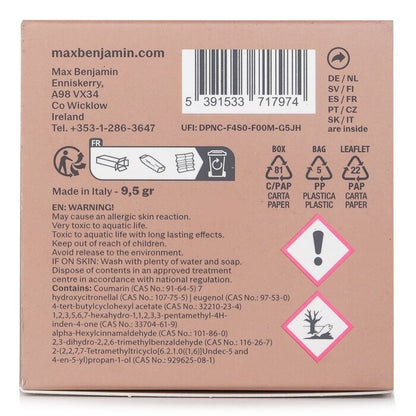 maxbenjamin.com
Max Benjamin
Enniskerry,
A98 VX34
Co Wicklow
Ireland
Tel. +353-1-286-3647
5 391533 717974
UFI: DPNC-F4S0-F00M-G5JH
DE / NL
SV / FI
ES / FR
PT / CZ
SK / IT
are inside
FR
BOX BAG LEAFLET
81 5 22
C/PAP PP PAP
CARTA PLASTICA CARTA
PAPER PLASTIC PAPER
Made in Italy - 9,5 gr
EN: WARNING!
May cause an allergic skin reaction.
Very toxic to aquatic life.
Toxic to aquatic life with long lasting effects.
Keep out of reach of children.
Avoid release to the environment.
IF ON SKIN: Wash with plenty of water and soap.
Dispose of contents in an approved treatment
centre in accordance with local regulations.
Contains: Coumarin (CAS No.: 91-64-5) 7
hydroxycitronellal (CAS No.: 107-75-5) | eugenol (CAS No.: 97-53-0)
4-tert-butylcyclohexyl acetate (CAS No.: 32210-23-4)
1,2,3,5,6,7-hexahydro-1,1,2,3,3-pentamethyl-4H-
inden-4-one (CAS No.: 33704-61-9)
alpha-Hexylcinnamaldehyde (CAS No.: 101-86-0)
2,3-dihydro-2,2,6-trimethylbenzaldehyde (CAS No.: 116-26-7)
2-(2,2,7,7-Tetramethyltricyclo[6.2.1.0((1,6)]Undec-5 and
4-en-5-yl)propan-1-ol (CAS No.: 929625-08-1)